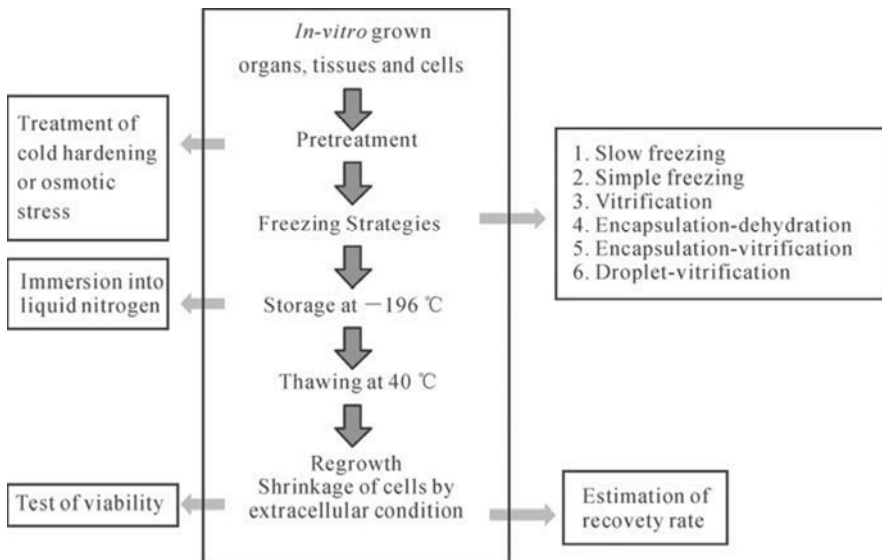 In-vitro grown
organs, tissues and cells
Treatment of
cold hardening
or osmotic
stress
Pretreatment
Freezing Strategies
1. Slow freezing
2. Simple freezing
3. Vitrification
4. Encapsulation-dehydration
5. Encapsulation-vitrification
6. Droplet-vitrification
Immersion into
liquid nitrogen
Storage at －196 ℃
Thawing at 40 ℃
Regrowth
Shrinkage of cells by
extracellular condition
Test of viability
Estimation of
recovety rate